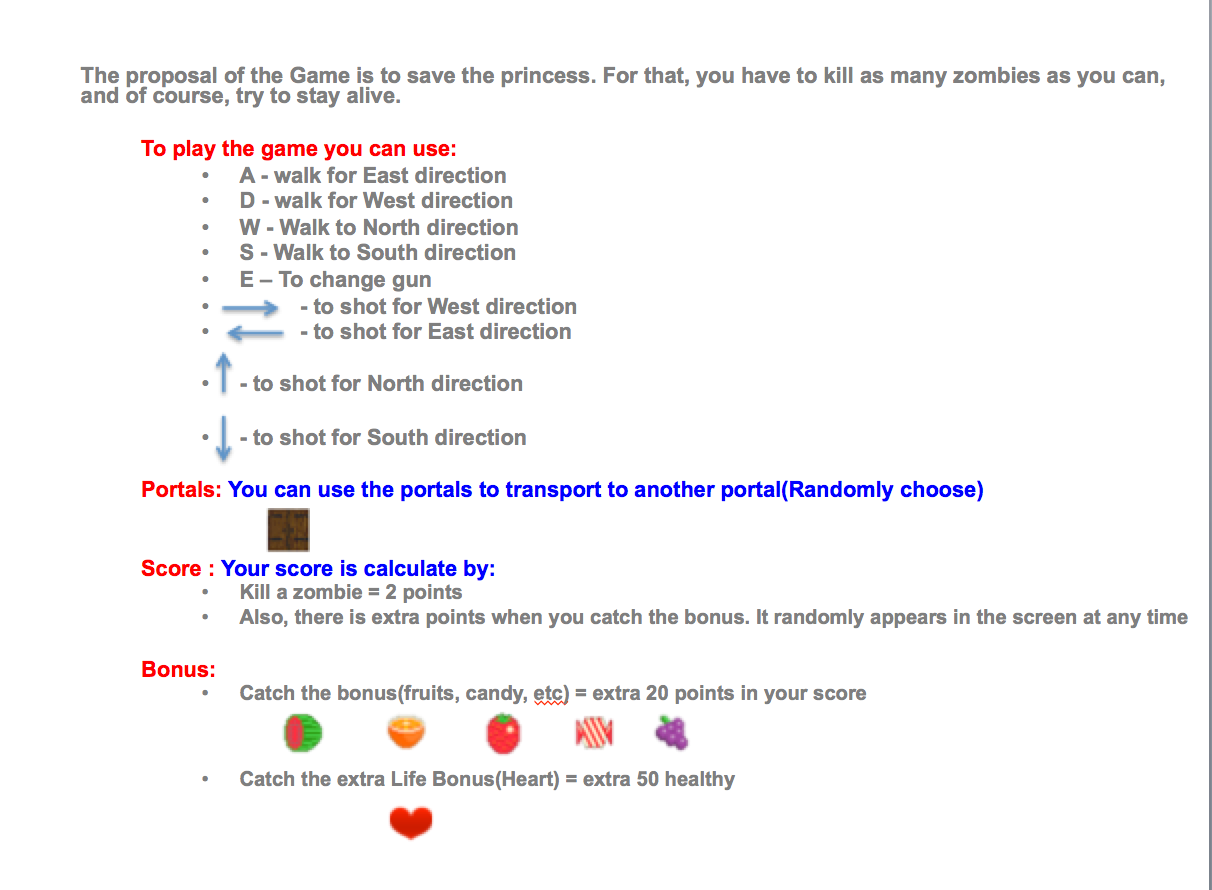 The proposal of the Game is to save the princess. For that, you have to kill as many zombies as you can,
and of course, try to stay alive.
To play the game you can use:
• A - walk for East direction
• D - walk for West direction
• W - Walk to North direction
• S - Walk to South direction
• E – To change gun
• → - to shot for West direction
• ← - to shot for East direction
• ↑ - to shot for North direction
• ↓ - to shot for South direction
Portals: You can use the portals to transport to another portal(Randomly choose)
Score : Your score is calculate by:
• Kill a zombie = 2 points
• Also, there is extra points when you catch the bonus. It randomly appears in the screen at any time
Bonus:
• Catch the bonus(fruits, candy, etc) = extra 20 points in your score
• Catch the extra Life Bonus(Heart) = extra 50 healthy